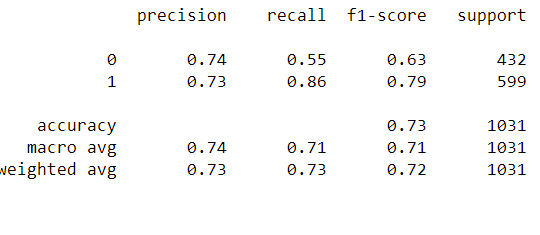 precision recall f1-score support
0 0.74 0.55 0.63 432
1 0.73 0.86 0.79 599
accuracy 0.73 1031
macro avg 0.74 0.71 0.71 1031
weighted avg 0.73 0.73 0.72 1031